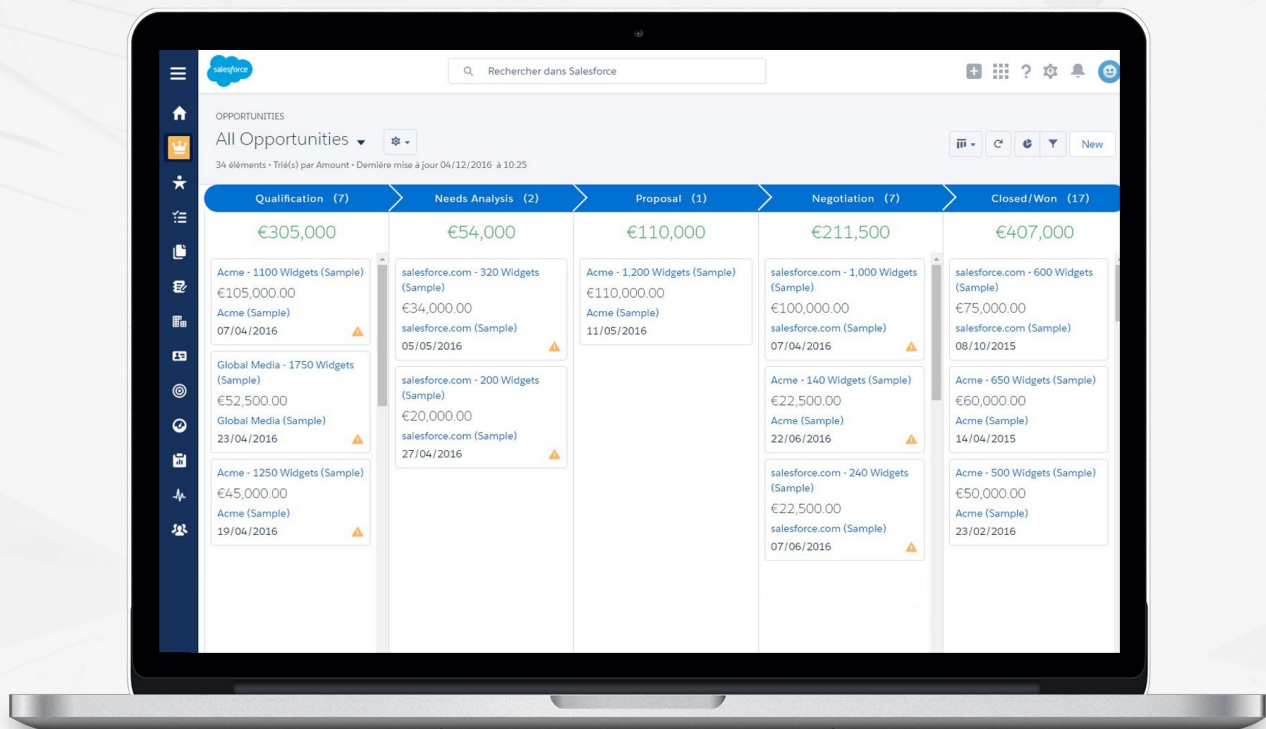 salesforce
Rechercher dans Salesforce
?
OPPORTUNITIES
All Opportunities
34 éléments • Trié(s) par Amount • Dernière mise à jour 04/12/2016 à 10:25
New
Qualification (7)
Needs Analysis (2)
Proposal (1)
Negotiation (7)
Closed/Won (17)
€305,000
€54,000
€110,000
€211,500
€407,000
Acme - 1100 Widgets (Sample)
€105,000.00
Acme (Sample)
07/04/2016
Global Media - 1750 Widgets
(Sample)
€52,500.00
Global Media (Sample)
23/04/2016
Acme - 1250 Widgets (Sample)
€45,000.00
Acme (Sample)
19/04/2016
salesforce.com - 320 Widgets
(Sample)
€34,000.00
salesforce.com (Sample)
05/05/2016
salesforce.com - 200 Widgets
(Sample)
€20,000.00
salesforce.com (Sample)
27/04/2016
Acme - 1,200 Widgets (Sample)
€110,000.00
Acme (Sample)
11/05/2016
salesforce.com - 1,000 Widgets
(Sample)
€100,000.00
salesforce.com (Sample)
07/04/2016
Acme - 140 Widgets (Sample)
€22,500.00
Acme (Sample)
22/06/2016
salesforce.com - 240 Widgets
(Sample)
€22,500.00
salesforce.com (Sample)
07/06/2016
salesforce.com - 600 Widgets
(Sample)
€75,000.00
salesforce.com (Sample)
08/10/2015
Acme - 650 Widgets (Sample)
€60,000.00
Acme (Sample)
14/04/2015
Acme - 500 Widgets (Sample)
€50,000.00
Acme (Sample)
23/02/2016